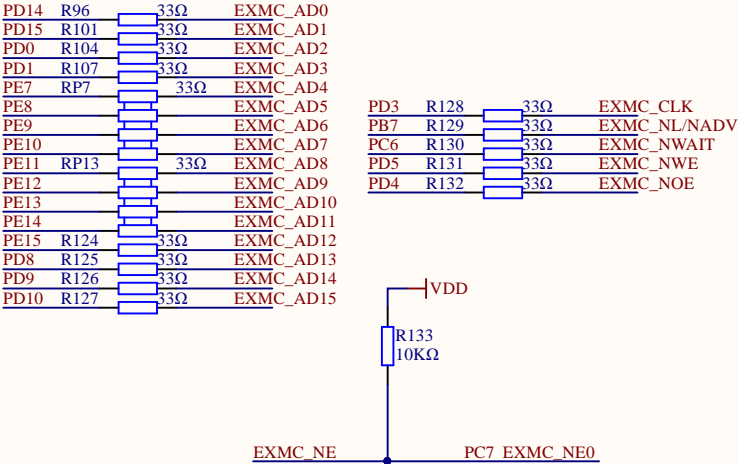 PD14 R96 33Ω EXMC_AD0
PD15 R101 33Ω EXMC_AD1
PD0 R104 33Ω EXMC_AD2
PD1 R107 33Ω EXMC_AD3
PE7 RP7 33Ω EXMC_AD4
PE8 EXMC_AD5
PE9 EXMC_AD6
PE10 EXMC_AD7
PE11 RP13 33Ω EXMC_AD8
PE12 EXMC_AD9
PE13 EXMC_AD10
PE14 EXMC_AD11
PE15 R124 33Ω EXMC_AD12
PD8 R125 33Ω EXMC_AD13
PD9 R126 33Ω EXMC_AD14
PD10 R127 33Ω EXMC_AD15
PD3 R128 33Ω EXMC_CLK
PB7 R129 33Ω EXMC_NL/NADV
PC6 R130 33Ω EXMC_NWAIT
PD5 R131 33Ω EXMC_NWE
PD4 R132 33Ω EXMC_NOE
VDD
R133
10KΩ
EXMC_NE PC7 EXMC_NE0